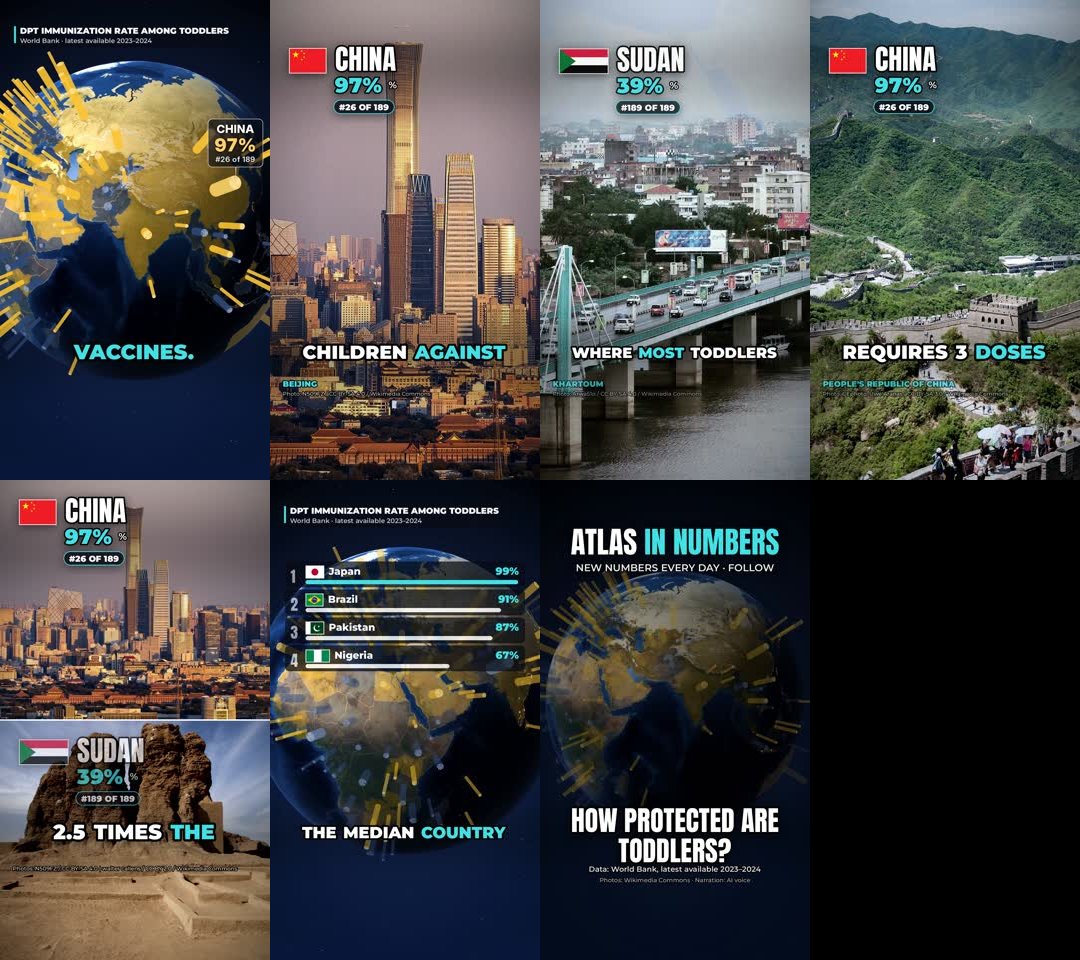 DPT IMMUNIZATION RATE AMONG TODDLERS
World Bank · latest available 2023–2024
CHINA
97%
#26 of 189
VACCINES.
CHINA
97% %
#26 OF 189
CHILDREN AGAINST
BEIJING
SUDAN
39% %
#189 OF 189
WHERE MOST TODDLERS
KHARTOUM
CHINA
97% %
#26 OF 189
REQUIRES 3 DOSES
PEOPLE'S REPUBLIC OF CHINA
CHINA
97% %
#26 OF 189
SUDAN
39% %
#189 OF 189
2.5 TIMES THE
DPT IMMUNIZATION RATE AMONG TODDLERS
World Bank · latest available 2023–2024
1 Japan 99%
2 Brazil 91%
3 Pakistan 87%
4 Nigeria 67%
THE MEDIAN COUNTRY
ATLAS IN NUMBERS
NEW NUMBERS EVERY DAY · FOLLOW
HOW PROTECTED ARE
TODDLERS?
Data: World Bank, latest available 2023–2024
Photos: Wikimedia Commons · Narration: AI voice